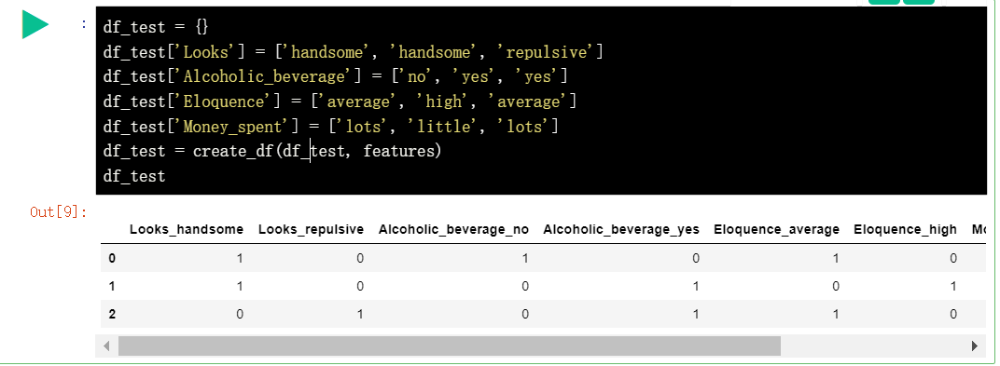 :
df_test = {}
df_test['Looks'] = ['handsome', 'handsome', 'repulsive']
df_test['Alcoholic_beverage'] = ['no', 'yes', 'yes']
df_test['Eloquence'] = ['average', 'high', 'average']
df_test['Money_spent'] = ['lots', 'little', 'lots']
df_test = create_df(df_test, features)
df_test
Out[9]:
Looks_handsome Looks_repulsive Alcoholic_beverage_no Alcoholic_beverage_yes Eloquence_average Eloquence_high Mo
0 1 0 1 0 1 0
1 1 0 0 1 0 1
2 0 1 0 1 1 0